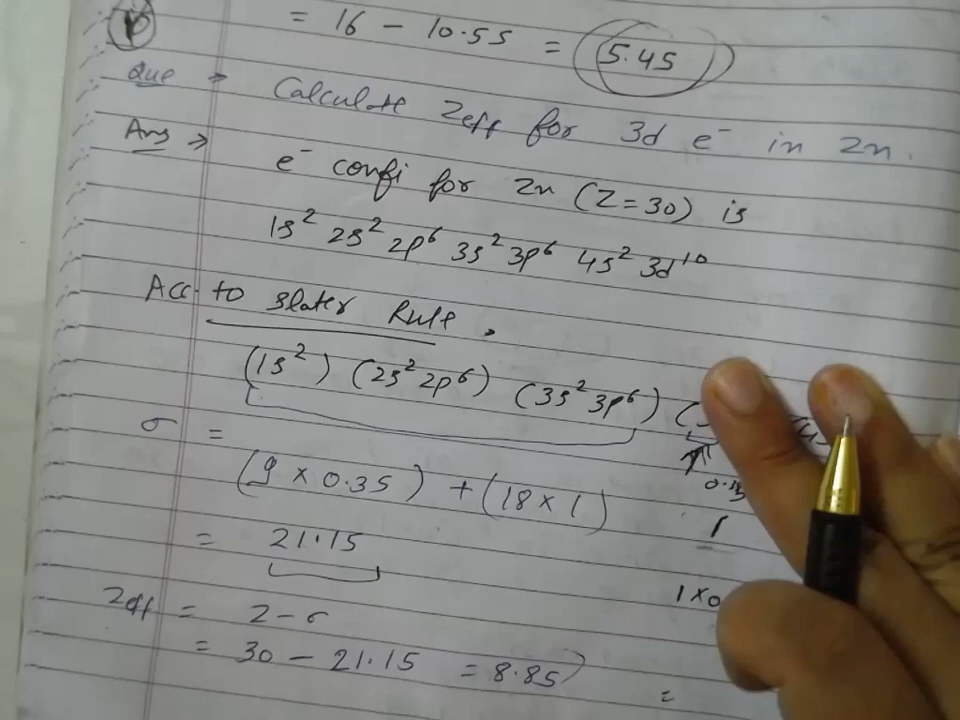 = 16 - 10.55 = 5.45
Que → Calculate Zeff for 3d e⁻ in Zn.
Ans → e⁻ confi for Zn (Z=30) is
1s² 2s² 2p⁶ 3s² 3p⁶ 4s² 3d¹⁰
Acc. to slater Rule.
(1s²) (2s² 2p⁶) (3s² 3p⁶) (
σ =
(9 × 0.35) + (18 × 1)
1
= 21.15
1×0
Zeff = Z - σ
= 30 - 21.15 = 8.85
=